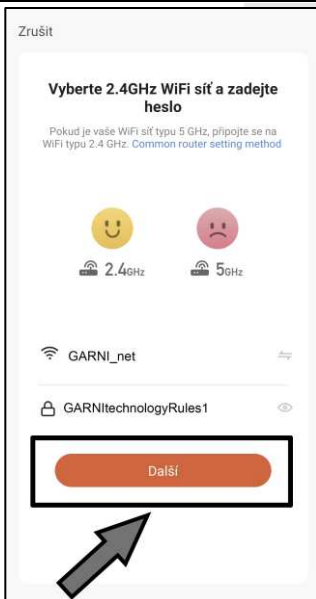 Zrušit
Vyberte 2.4GHz WiFi síť a zadejte
heslo
Pokud je vaše WiFi síť typu 5 GHz, připojte se na
WiFi typu 2.4 GHz. Common router setting method
2.4GHz 5GHz
GARNI_net
GARNItechnologyRules1
Další